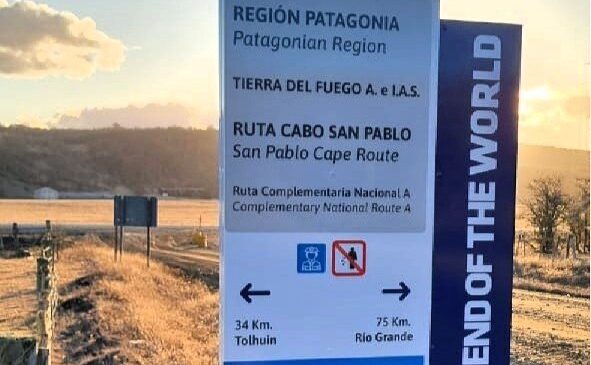 REGIÓN PATAGONIA
Patagonian Region
TIERRA DEL FUEGO A. e I.A.S.
RUTA CABO SAN PABLO
San Pablo Cape Route
Ruta Complementaria Nacional A
Complementary National Route A
34 Km.
Tolhuin
75 Km.
Río Grande
END OF THE WORLD